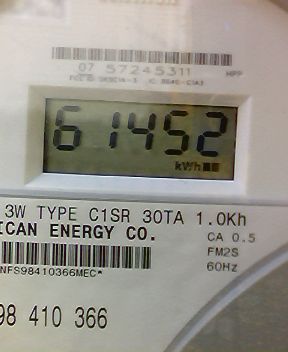 07 57245311 HPP
61452
kWh
3W TYPE C1SR 30TA 1.0Kh
ICAN ENERGY CO.
CA 0.5
FM2S
60Hz
NFS98410366MEC*
98 410 366